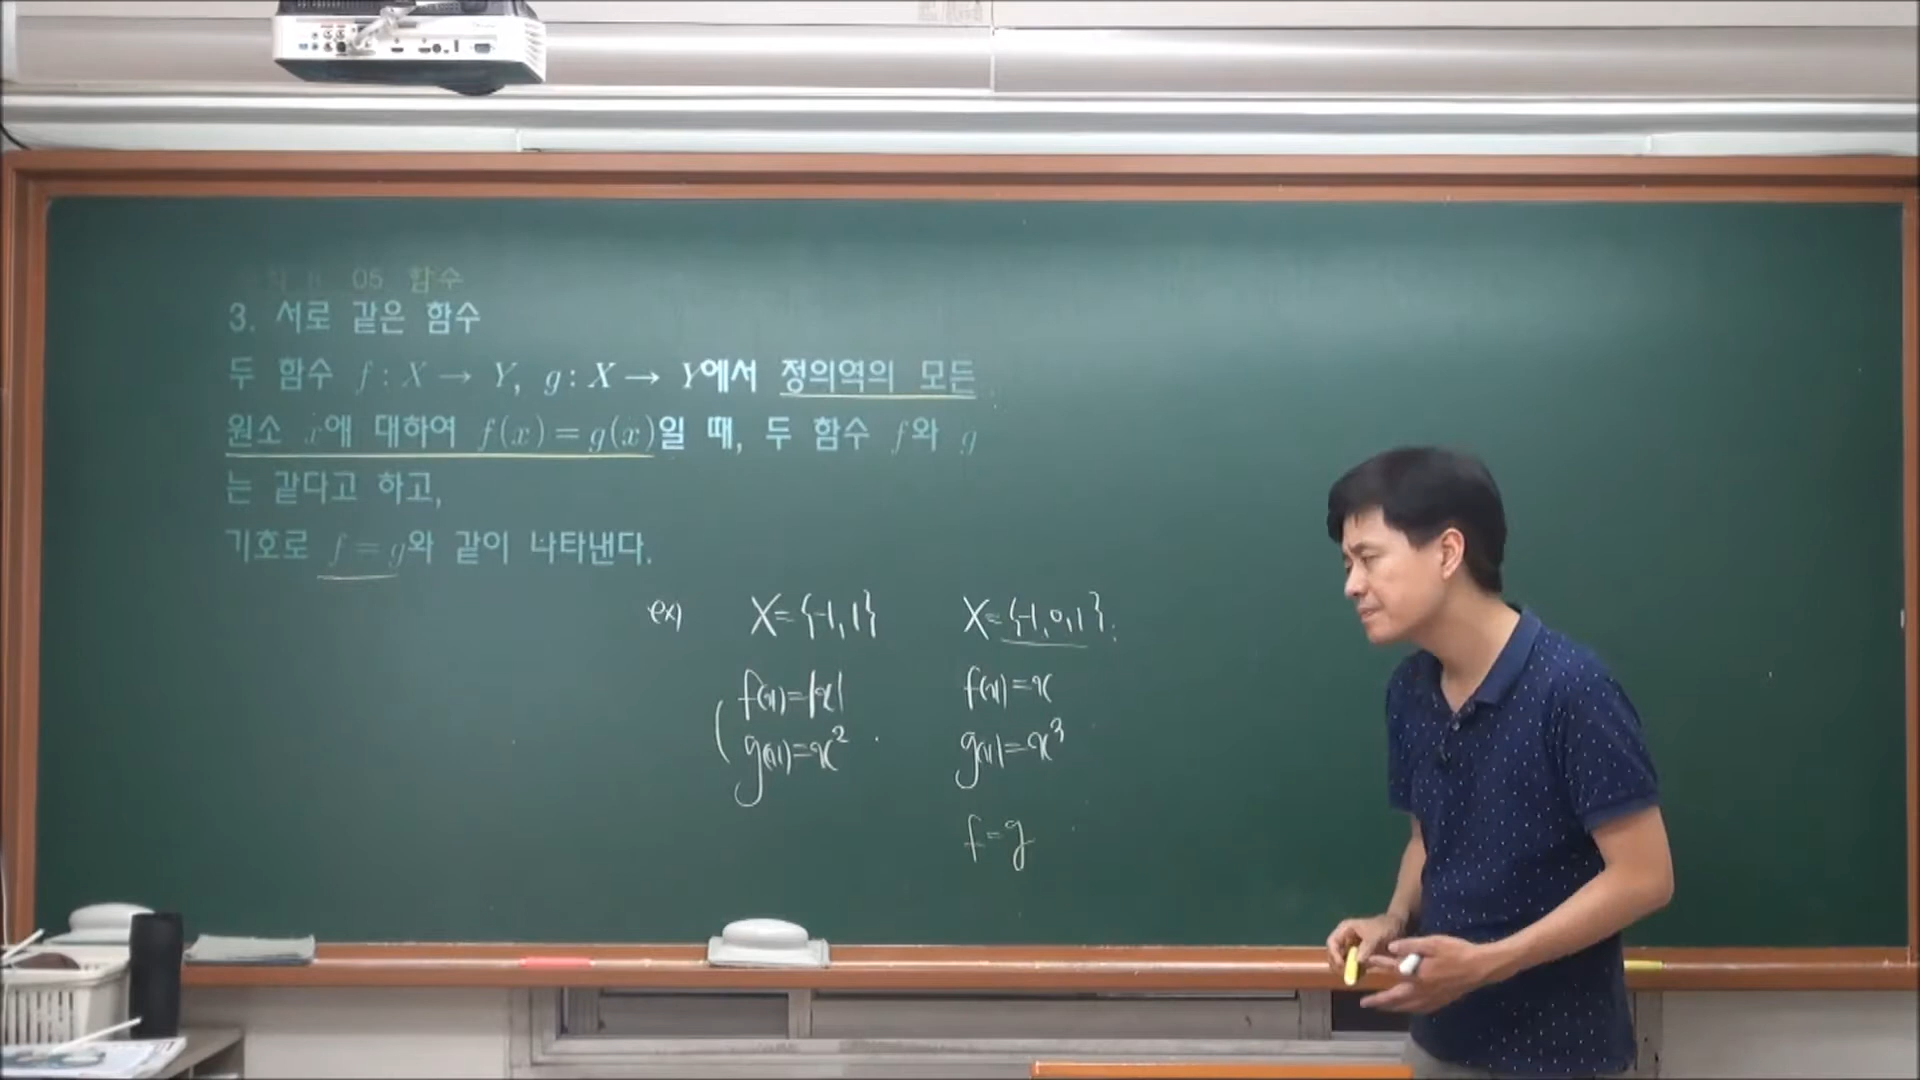 05 함수
3. 서로 같은 함수
두 함수 f : X → Y, g : X → Y에서 정의역의 모든
원소 x에 대하여 f(x) = g(x)일 때, 두 함수 f와 g
는 같다고 하고,
기호로 f = g와 같이 나타낸다.
ex) X={-1,1} X={-1,0,1}
f(x)=|x| f(x)=x
g(x)=x² g(x)=x³
f=g